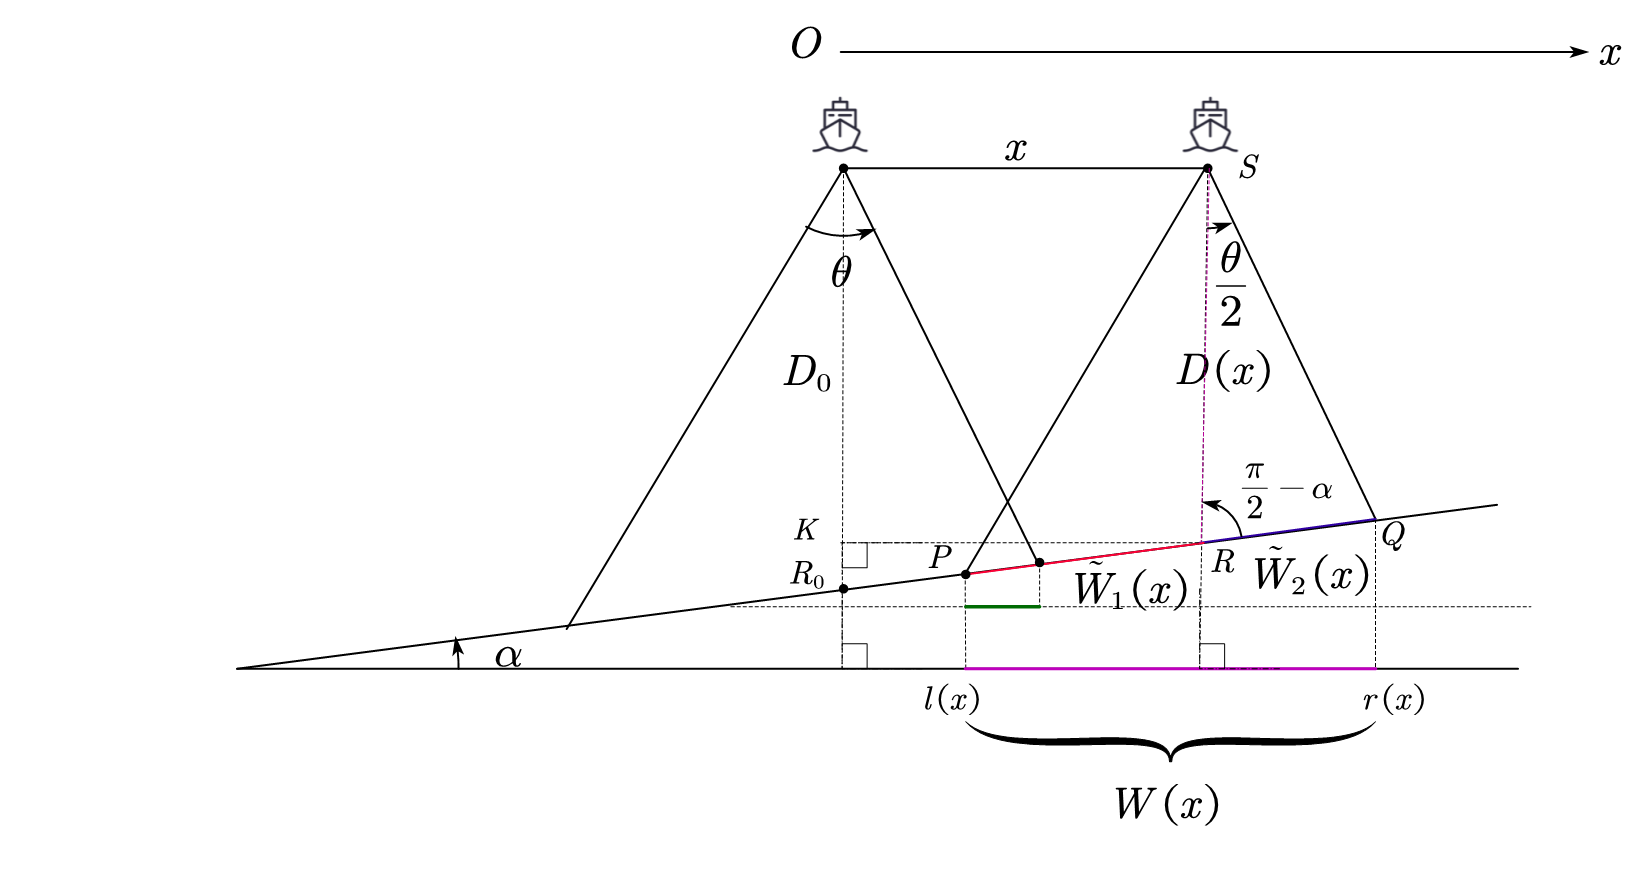 O x
x
S
θ
θ/2
D₀
D(x)
π/2 − α
K
P
Q
R₀
R
W̃₁(x)
W̃₂(x)
α
l(x)
r(x)
W(x)